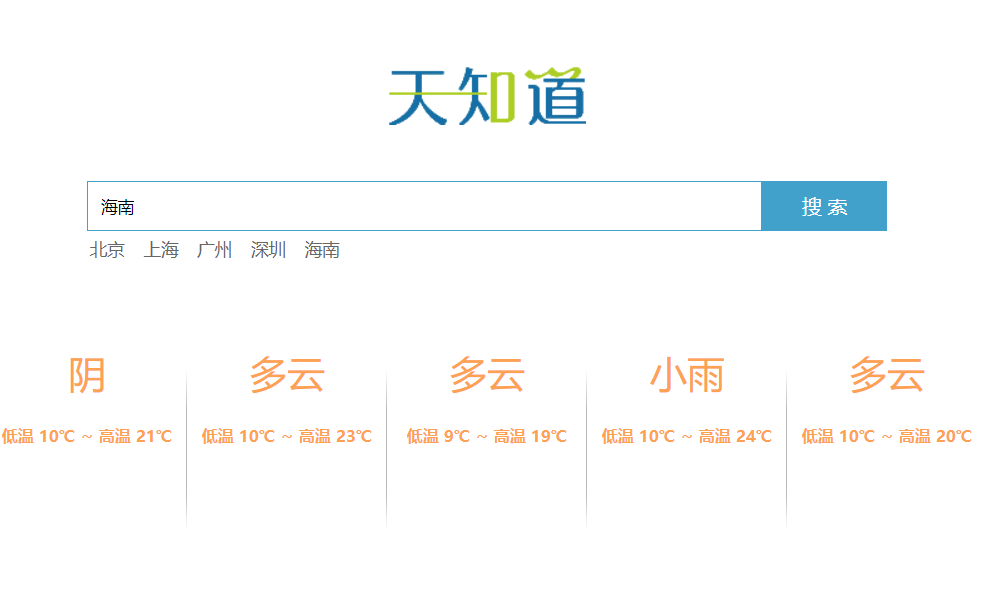 天知道
海南
搜 索
北京 上海 广州 深圳 海南
阴 多云 多云 小雨 多云
低温 10℃ ~ 高温 21℃ 低温 10℃ ~ 高温 23℃ 低温 9℃ ~ 高温 19℃ 低温 10℃ ~ 高温 24℃ 低温 10℃ ~ 高温 20℃